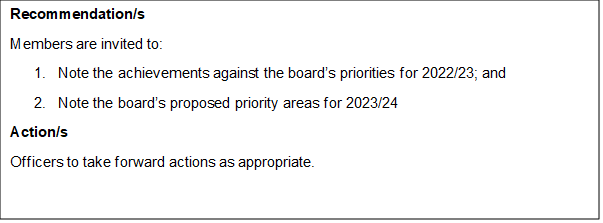 Recommendation/s
Members are invited to:
1. Note the achievements against the board’s priorities for 2022/23; and
2. Note the board’s proposed priority areas for 2023/24
Action/s
Officers to take forward actions as appropriate.